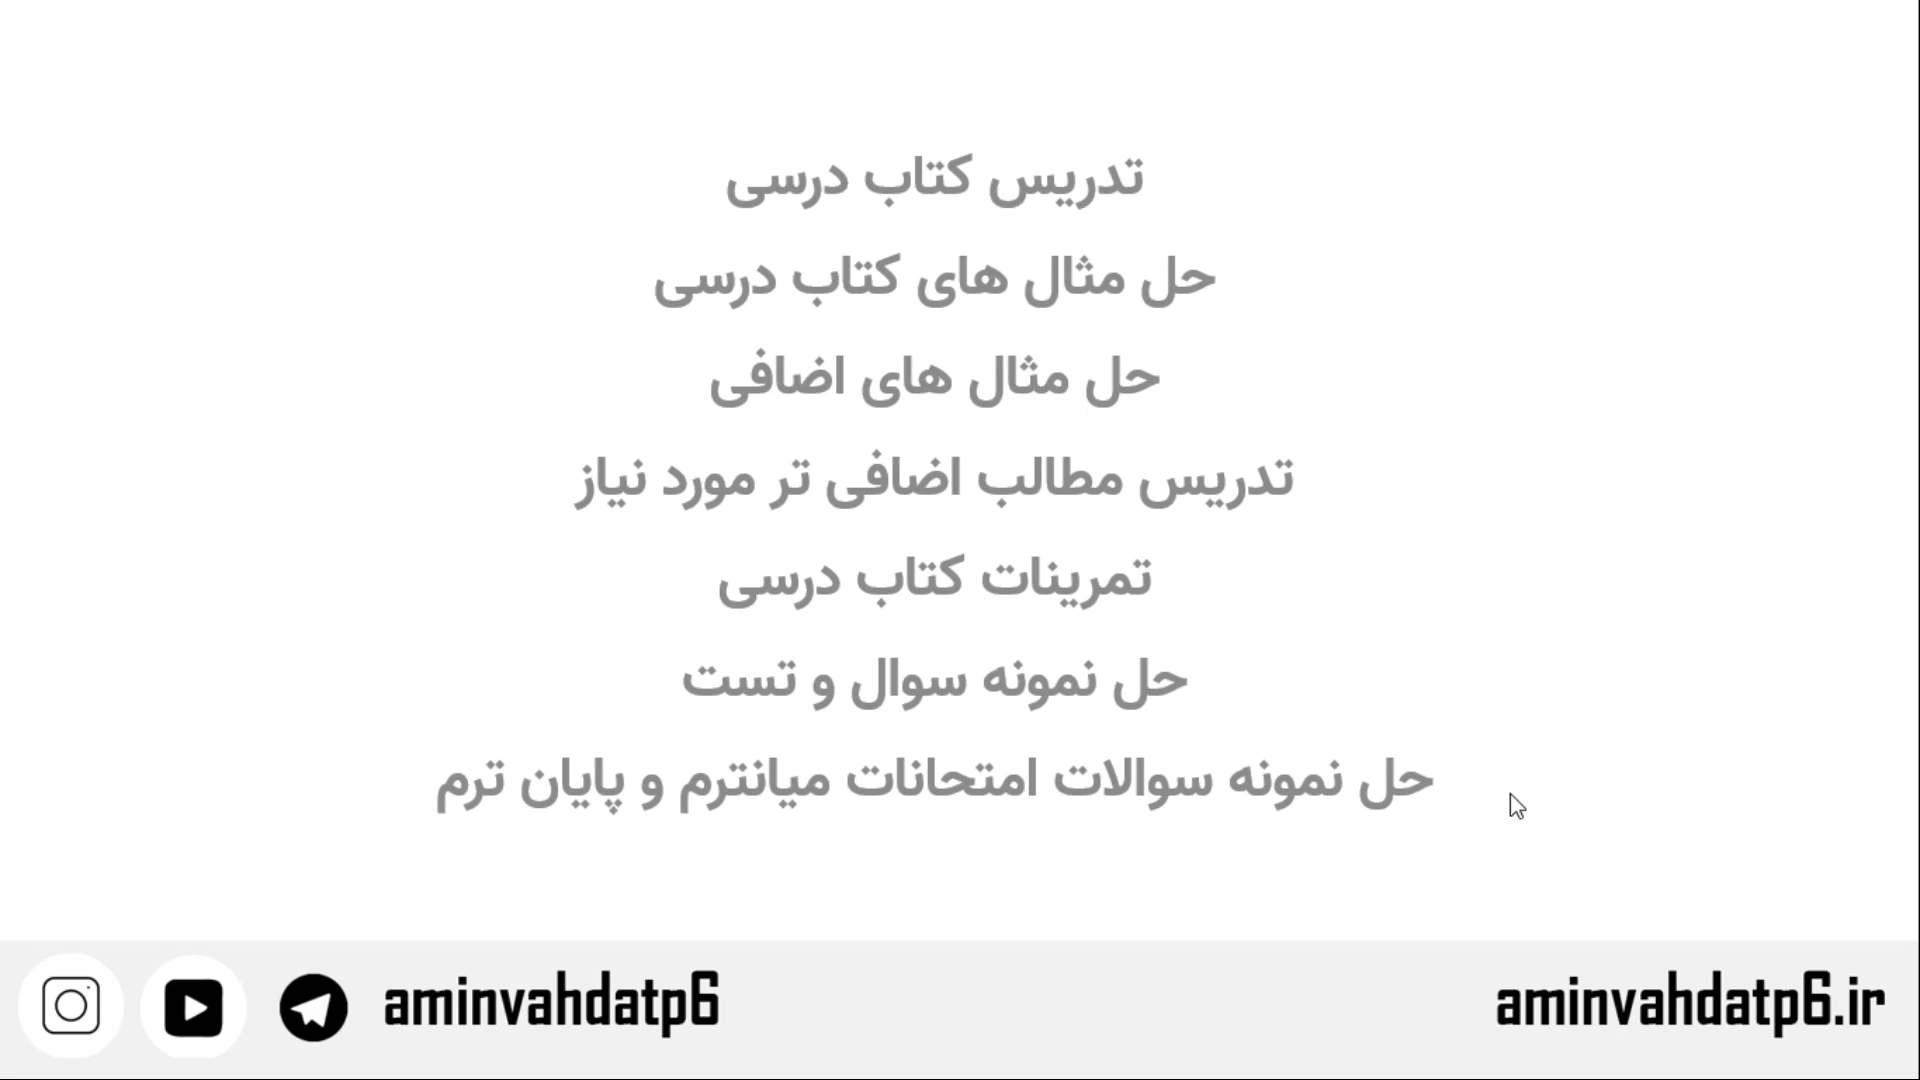 تدریس کتاب درسی
حل مثال های کتاب درسی
حل مثال های اضافی
تدریس مطالب اضافی تر مورد نیاز
تمرینات کتاب درسی
حل نمونه سوال و تست
حل نمونه سوالات امتحانات میانترم و پایان ترم
aminvahdatp6
aminvahdatp6.ir